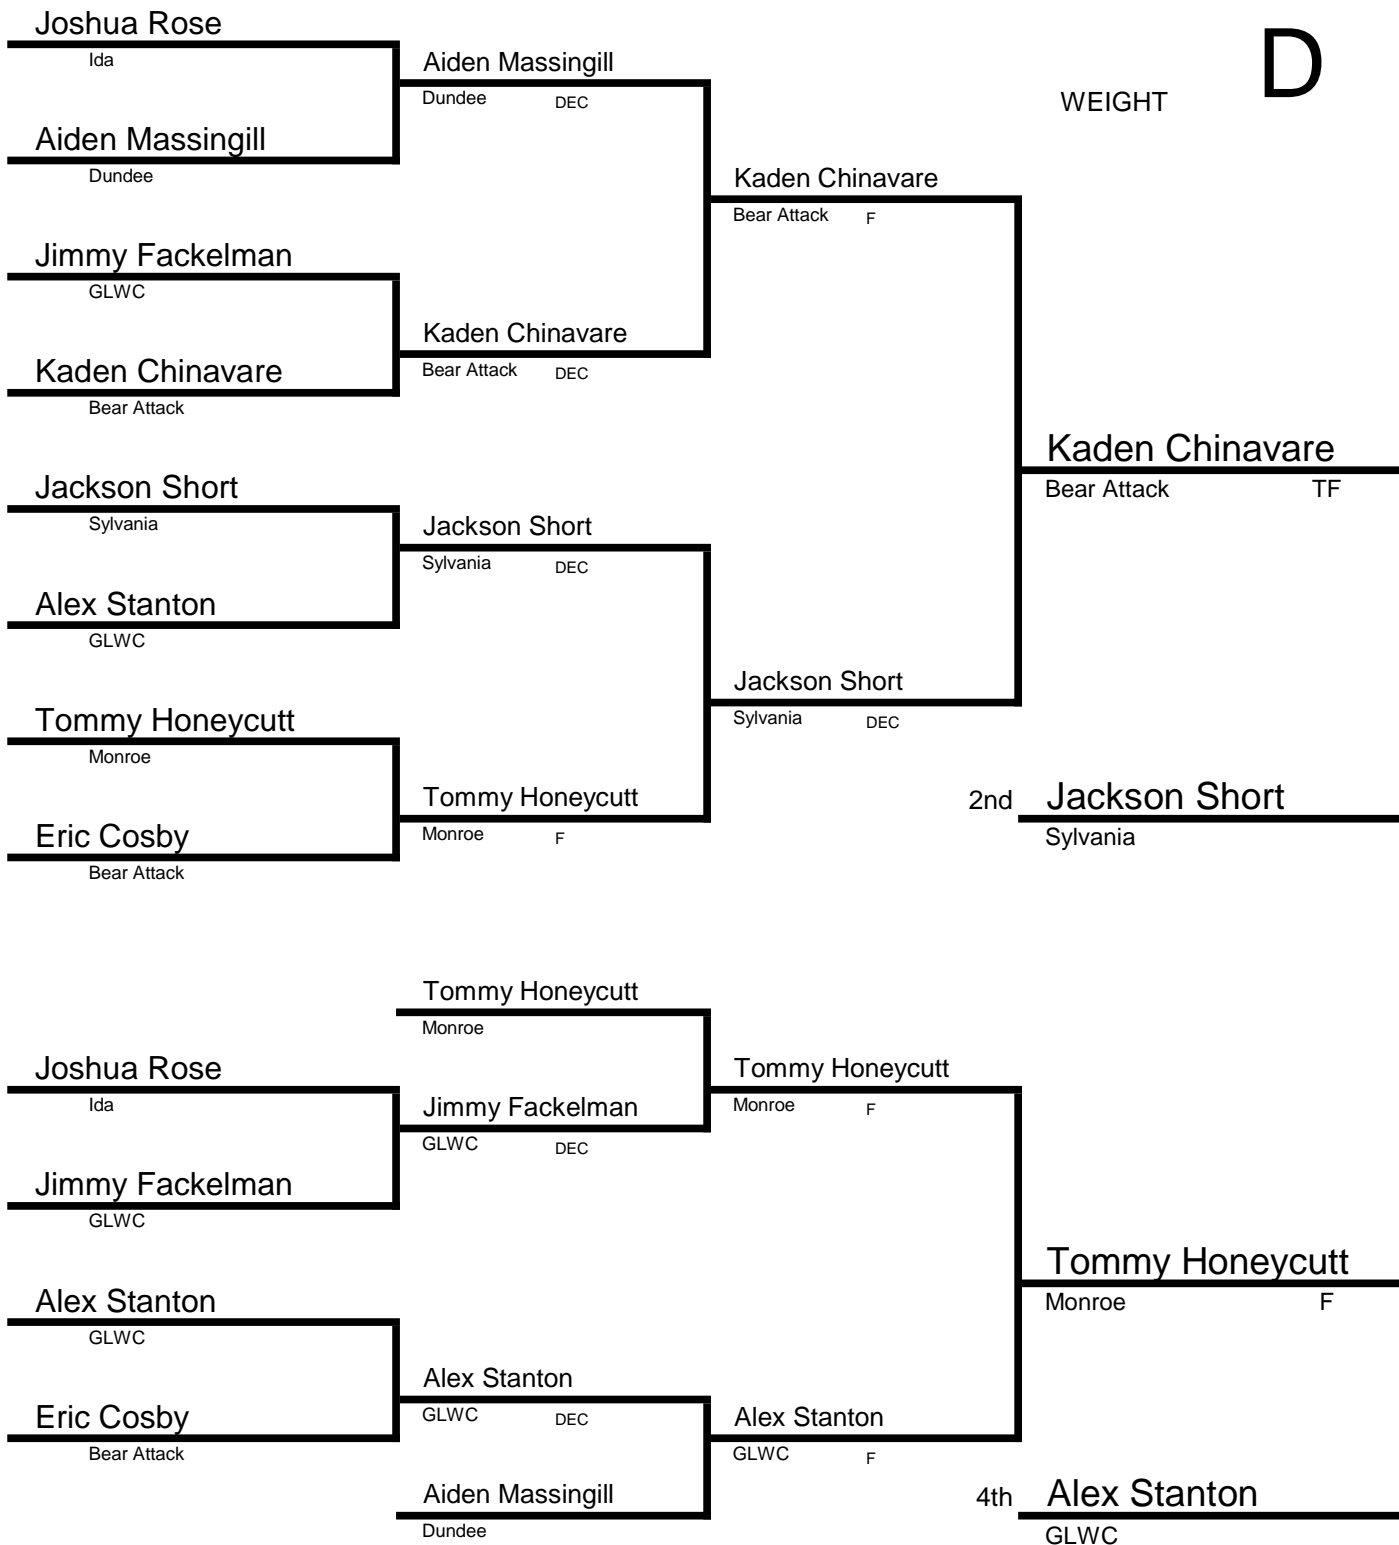 Joshua Rose
Ida
Aiden Massingill
Dundee DEC
D
WEIGHT
Aiden Massingill
Dundee
Kaden Chinavare
Bear Attack F
Jimmy Fackelman
GLWC
Kaden Chinavare
Bear Attack DEC
Kaden Chinavare
Bear Attack
Kaden Chinavare
Bear Attack TF
Jackson Short
Sylvania
Jackson Short
Sylvania DEC
Alex Stanton
GLWC
Jackson Short
Sylvania DEC
Tommy Honeycutt
Monroe
Tommy Honeycutt
Monroe F
2nd Jackson Short
Sylvania
Eric Cosby
Bear Attack
Tommy Honeycutt
Monroe
Joshua Rose
Ida
Tommy Honeycutt
Monroe F
Jimmy Fackelman
GLWC DEC
Jimmy Fackelman
GLWC
Tommy Honeycutt
Monroe F
Alex Stanton
GLWC
Alex Stanton
GLWC DEC
Eric Cosby
Bear Attack
Alex Stanton
GLWC F
Aiden Massingill
Dundee
4th Alex Stanton
GLWC